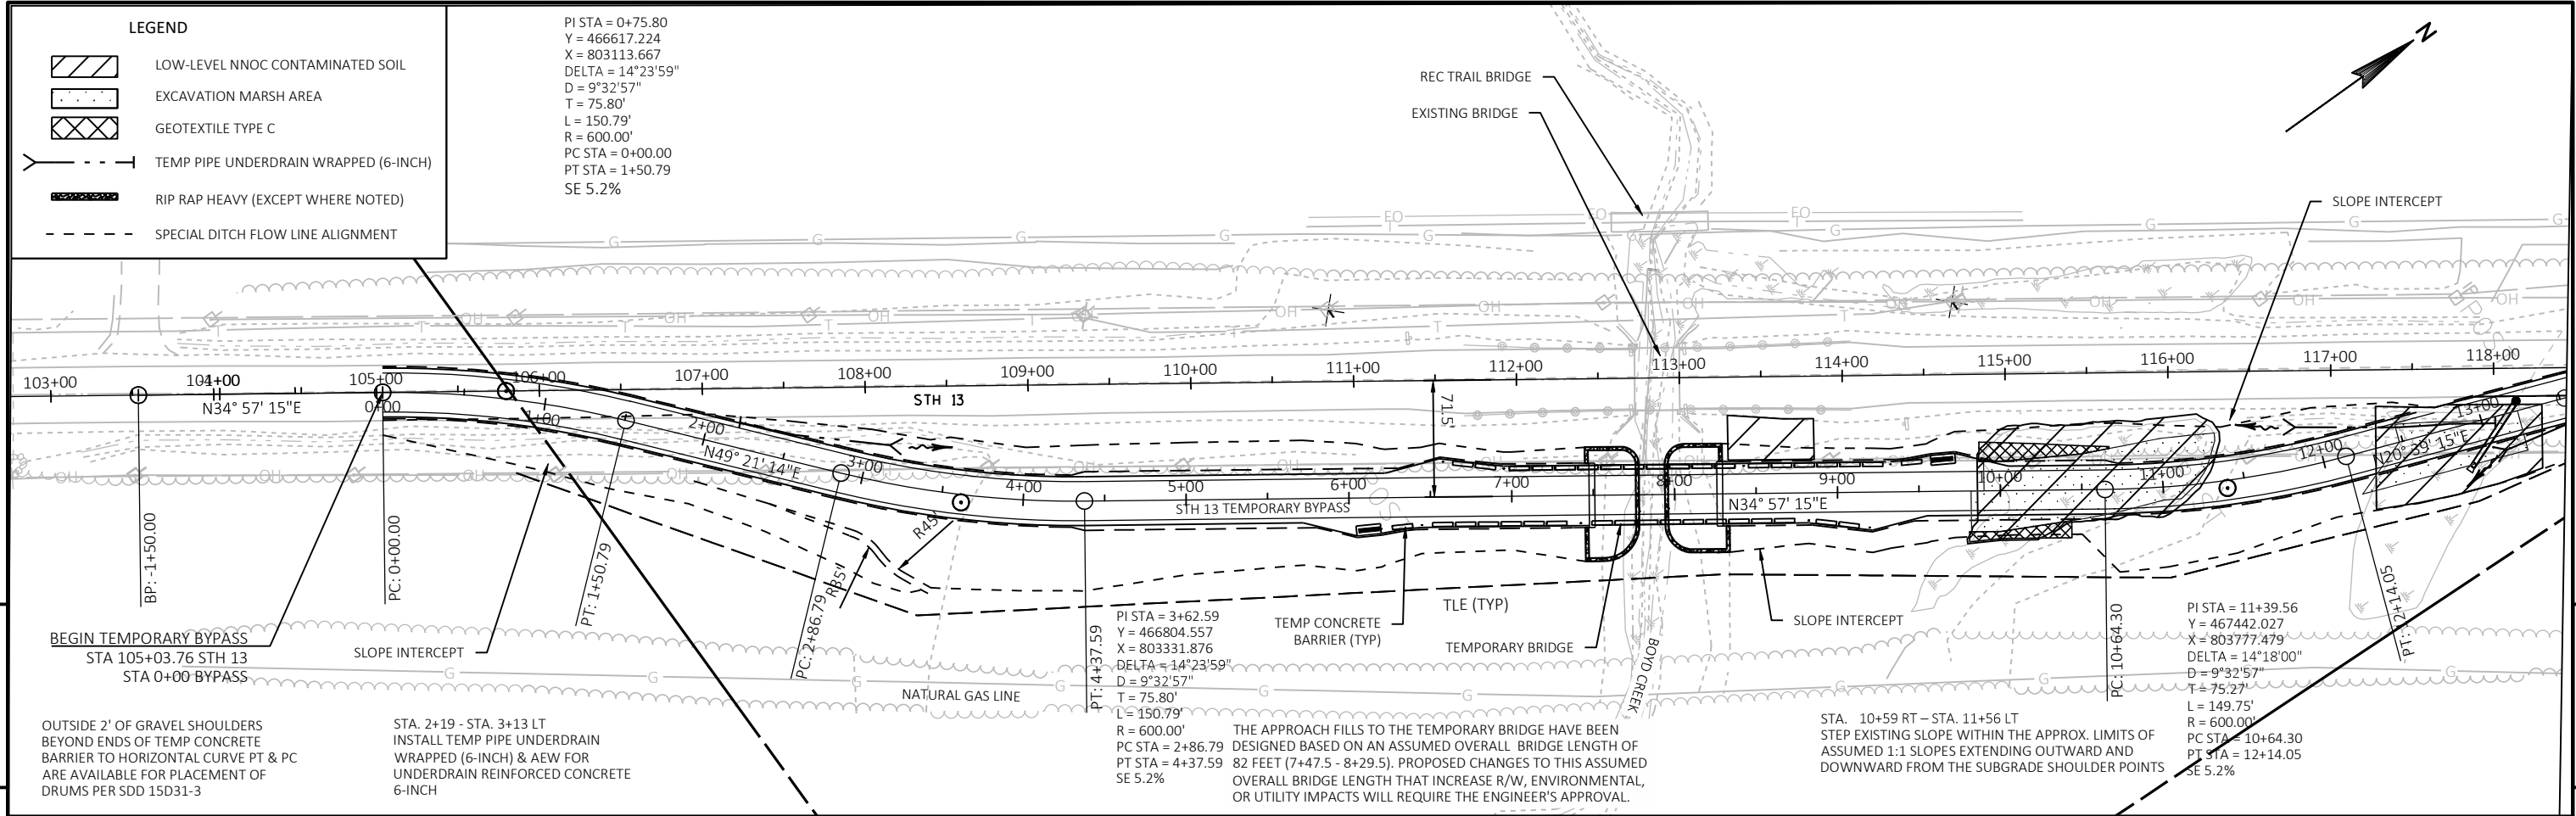 LEGEND
LOW-LEVEL NNOC CONTAMINATED SOIL
EXCAVATION MARSH AREA
GEOTEXTILE TYPE C
TEMP PIPE UNDERDRAIN WRAPPED (6-INCH)
RIP RAP HEAVY (EXCEPT WHERE NOTED)
SPECIAL DITCH FLOW LINE ALIGNMENT
PI STA = 0+75.80
Y = 466617.224
X = 803113.667
DELTA = 14°23'59"
D = 9°32'57"
T = 75.80'
L = 150.79'
R = 600.00'
PC STA = 0+00.00
PT STA = 1+50.79
SE 5.2%
REC TRAIL BRIDGE
EXISTING BRIDGE
N
SLOPE INTERCEPT
FO FO FO
T T
G G G G G G G G G G
OH OH OH OH OH OH OH OH
T T T T T
103+00 104+00 105+00 106+00 107+00 108+00 109+00 110+00 111+00 112+00 113+00 114+00 115+00 116+00 117+00 118+00
-1+00
N34° 57' 15"E
STH 13
71.5'
0+00 1+00 2+00 3+00 4+00 5+00 6+00 7+00 8+00 9+00 10+00 11+00 12+00 13+00
N49° 21' 14"E
STH 13 TEMPORARY BYPASS
N34° 57' 15"E
N20° 39' 15"E
OH OH OH OH OH OH
BP: -1+50.00
PC: 0+00.00
PT: 1+50.79
PC: 2+86.79
R35'
R45'
PT: 4+37.59
PC: 10+64.30
PT: 12+14.05
BEGIN TEMPORARY BYPASS
STA 105+03.76 STH 13
STA 0+00 BYPASS
SLOPE INTERCEPT
NATURAL GAS LINE
G G G G G G G G G G
TLE (TYP)
TEMP CONCRETE
BARRIER (TYP)
TEMPORARY BRIDGE
BOYD CREEK
SLOPE INTERCEPT
PI STA = 3+62.59
Y = 466804.557
X = 803331.876
DELTA = 14°23'59"
D = 9°32'57"
T = 75.80'
L = 150.79'
R = 600.00'
PC STA = 2+86.79
PT STA = 4+37.59
SE 5.2%
PI STA = 11+39.56
Y = 467442.027
X = 803777.479
DELTA = 14°18'00"
D = 9°32'57"
T = 75.27'
L = 149.75'
R = 600.00'
PC STA = 10+64.30
PT STA = 12+14.05
SE 5.2%
OUTSIDE 2' OF GRAVEL SHOULDERS
BEYOND ENDS OF TEMP CONCRETE
BARRIER TO HORIZONTAL CURVE PT & PC
ARE AVAILABLE FOR PLACEMENT OF
DRUMS PER SDD 15D31-3
STA. 2+19 - STA. 3+13 LT
INSTALL TEMP PIPE UNDERDRAIN
WRAPPED (6-INCH) & AEW FOR
UNDERDRAIN REINFORCED CONCRETE
6-INCH
THE APPROACH FILLS TO THE TEMPORARY BRIDGE HAVE BEEN
DESIGNED BASED ON AN ASSUMED OVERALL BRIDGE LENGTH OF
82 FEET (7+47.5 - 8+29.5). PROPOSED CHANGES TO THIS ASSUMED
OVERALL BRIDGE LENGTH THAT INCREASE R/W, ENVIRONMENTAL,
OR UTILITY IMPACTS WILL REQUIRE THE ENGINEER'S APPROVAL.
STA. 10+59 RT – STA. 11+56 LT
STEP EXISTING SLOPE WITHIN THE APPROX. LIMITS OF
ASSUMED 1:1 SLOPES EXTENDING OUTWARD AND
DOWNWARD FROM THE SUBGRADE SHOULDER POINTS